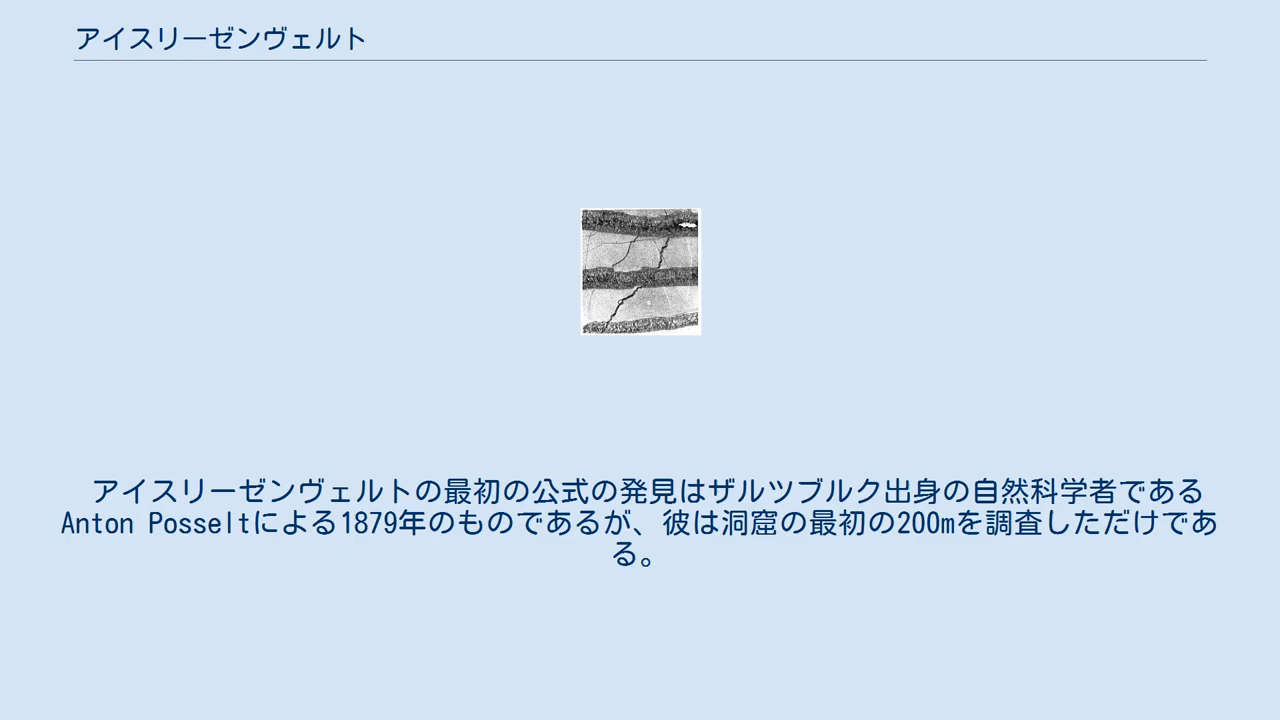 アイスリーゼンヴェルト
アイスリーゼンヴェルトの最初の公式の発見はザルツブルク出身の自然科学者である
Anton Posseltによる1879年のものであるが、彼は洞窟の最初の200mを調査しただけであ
る。